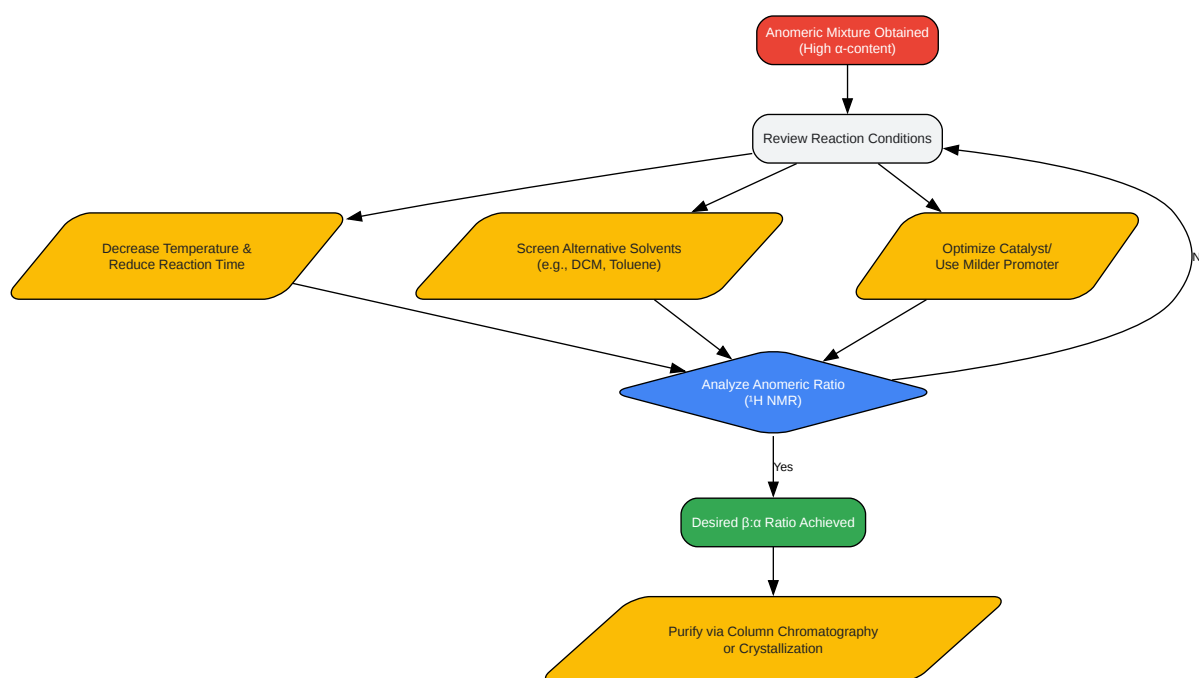 Anomeric Mixture Obtained
(High α-content)
Review Reaction Conditions
Decrease Temperature &
Reduce Reaction Time
Screen Alternative Solvents
(e.g., DCM, Toluene)
Optimize Catalyst/
Use Milder Promoter
Analyze Anomeric Ratio
(¹H NMR)
Yes
Desired β:α Ratio Achieved
Purify via Column Chromatography
or Crystallization